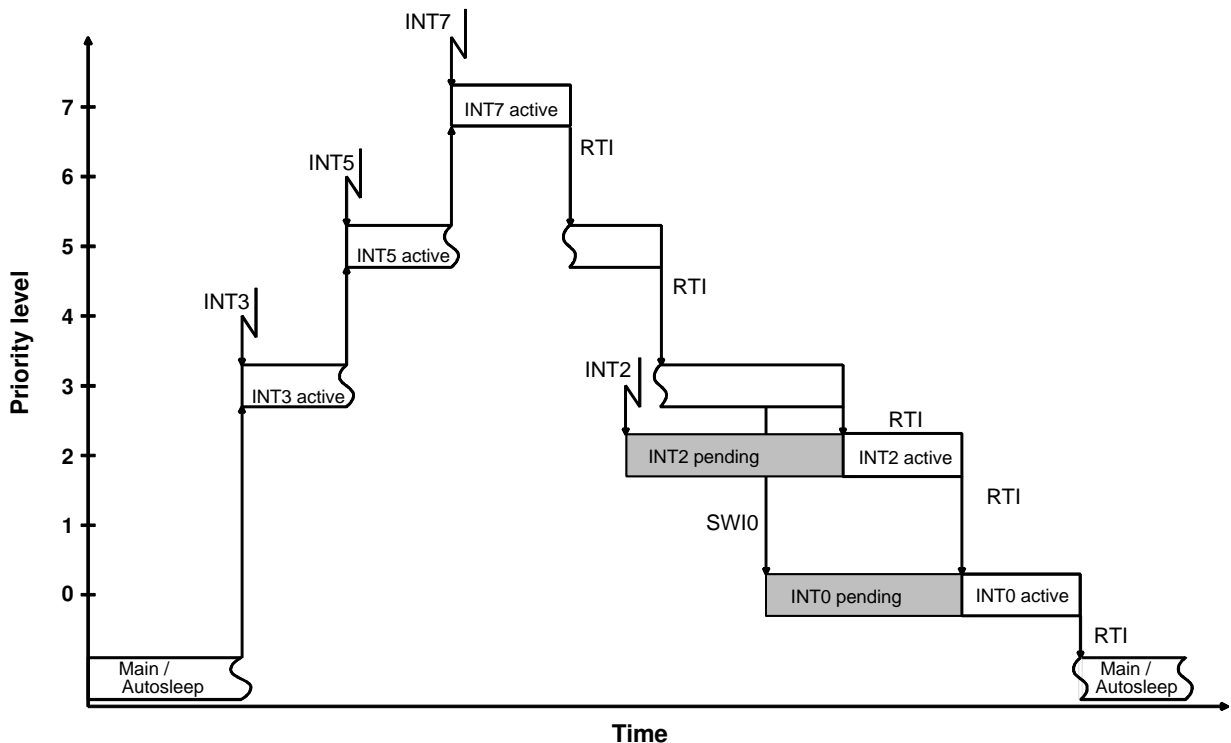 INT7
7
INT7 active
RTI
INT5
6
5
INT5 active
RTI
INT3
4
INT2
3
INT3 active
RTI
2
INT2 pending
INT2 active
RTI
1
SWI0
0
INT0 pending
INT0 active
RTI
Main /
Autosleep
Main /
Autosleep
Priority level
Time